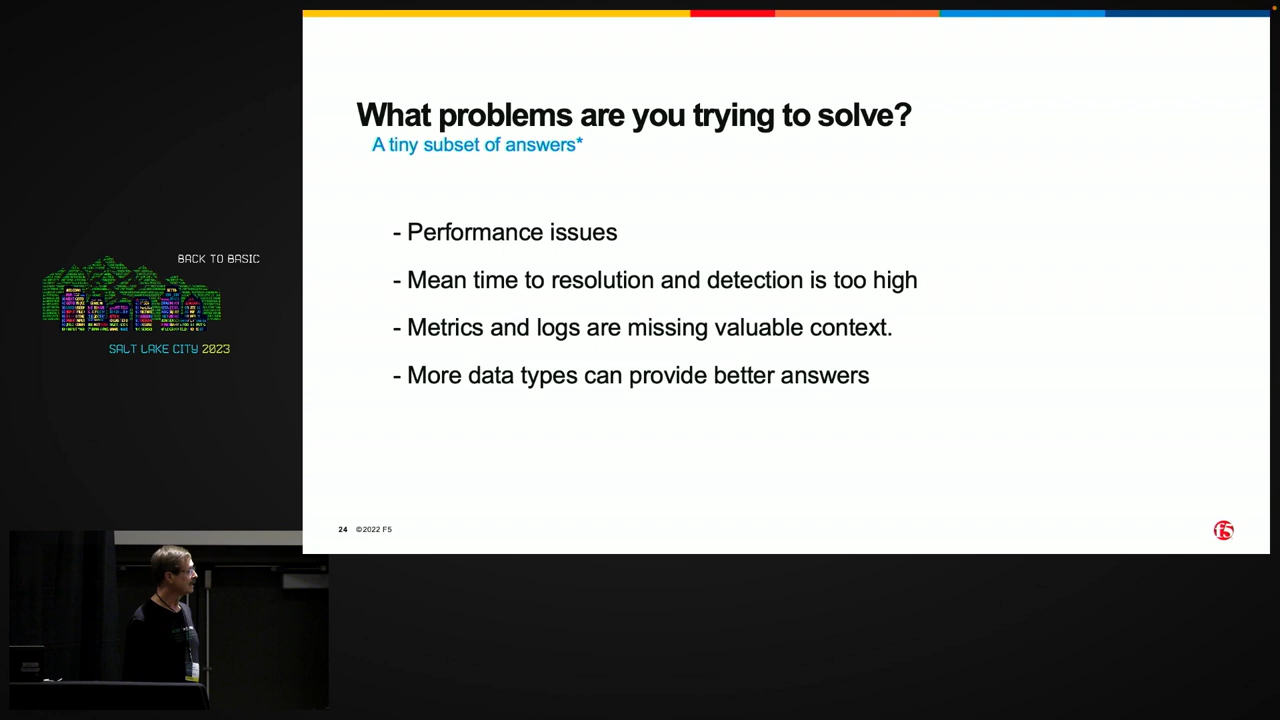 What problems are you trying to solve?
A tiny subset of answers*
- Performance issues
- Mean time to resolution and detection is too high
- Metrics and logs are missing valuable context.
- More data types can provide better answers
24 ©2022 F5
f5
BACK TO BASIC
SALT LAKE CITY 2023